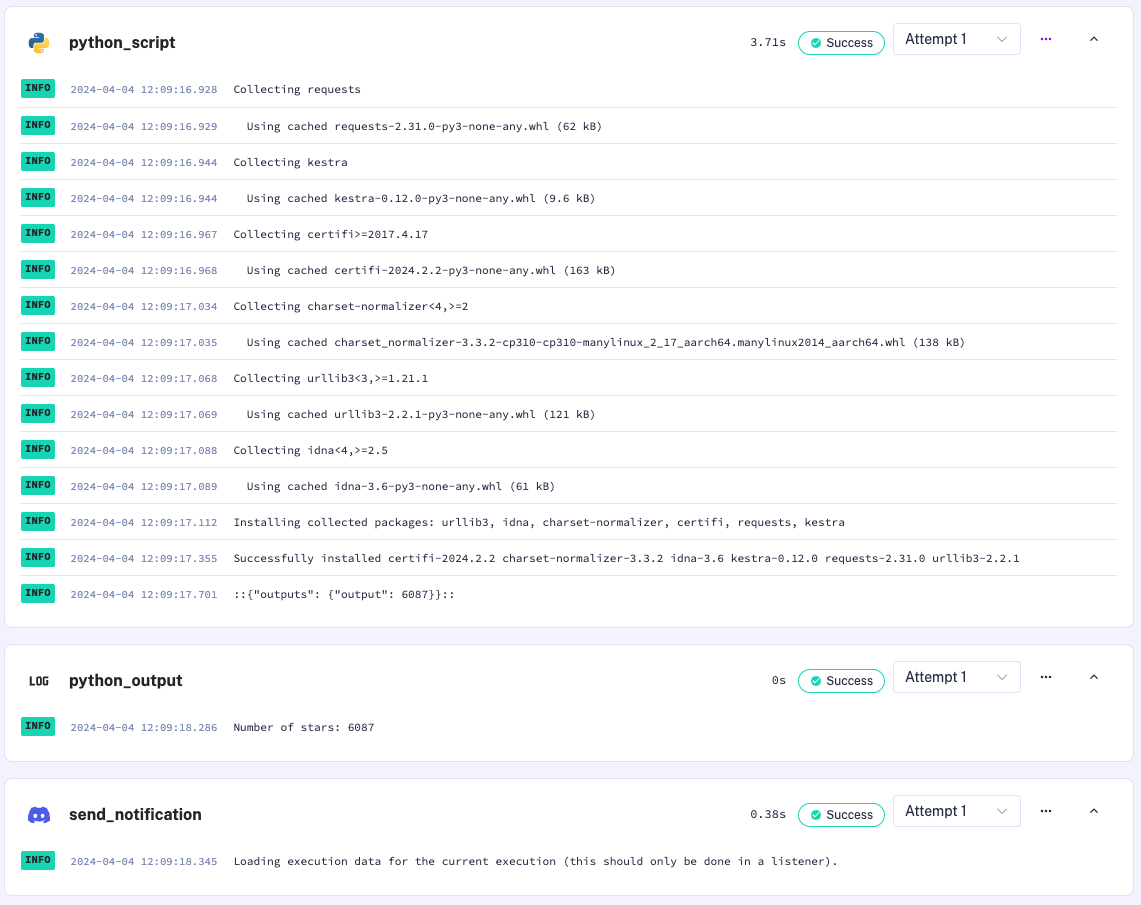 python_script 3.71s Success Attempt 1
INFO 2024-04-04 12:09:16.928 Collecting requests
INFO 2024-04-04 12:09:16.929 Using cached requests-2.31.0-py3-none-any.whl (62 kB)
INFO 2024-04-04 12:09:16.944 Collecting kestra
INFO 2024-04-04 12:09:16.944 Using cached kestra-0.12.0-py3-none-any.whl (9.6 kB)
INFO 2024-04-04 12:09:16.967 Collecting certifi>=2017.4.17
INFO 2024-04-04 12:09:16.968 Using cached certifi-2024.2.2-py3-none-any.whl (163 kB)
INFO 2024-04-04 12:09:17.034 Collecting charset-normalizer<4,>=2
INFO 2024-04-04 12:09:17.035 Using cached charset_normalizer-3.3.2-cp310-cp310-manylinux_2_17_aarch64.manylinux2014_aarch64.whl (138 kB)
INFO 2024-04-04 12:09:17.068 Collecting urllib3<3,>=1.21.1
INFO 2024-04-04 12:09:17.069 Using cached urllib3-2.2.1-py3-none-any.whl (121 kB)
INFO 2024-04-04 12:09:17.088 Collecting idna<4,>=2.5
INFO 2024-04-04 12:09:17.089 Using cached idna-3.6-py3-none-any.whl (61 kB)
INFO 2024-04-04 12:09:17.112 Installing collected packages: urllib3, idna, charset-normalizer, certifi, requests, kestra
INFO 2024-04-04 12:09:17.355 Successfully installed certifi-2024.2.2 charset-normalizer-3.3.2 idna-3.6 kestra-0.12.0 requests-2.31.0 urllib3-2.2.1
INFO 2024-04-04 12:09:17.701 ::{"outputs": {"output": 6087}}::
LOG python_output 0s Success Attempt 1
INFO 2024-04-04 12:09:18.286 Number of stars: 6087
send_notification 0.38s Success Attempt 1
INFO 2024-04-04 12:09:18.345 Loading execution data for the current execution (this should only be done in a listener).